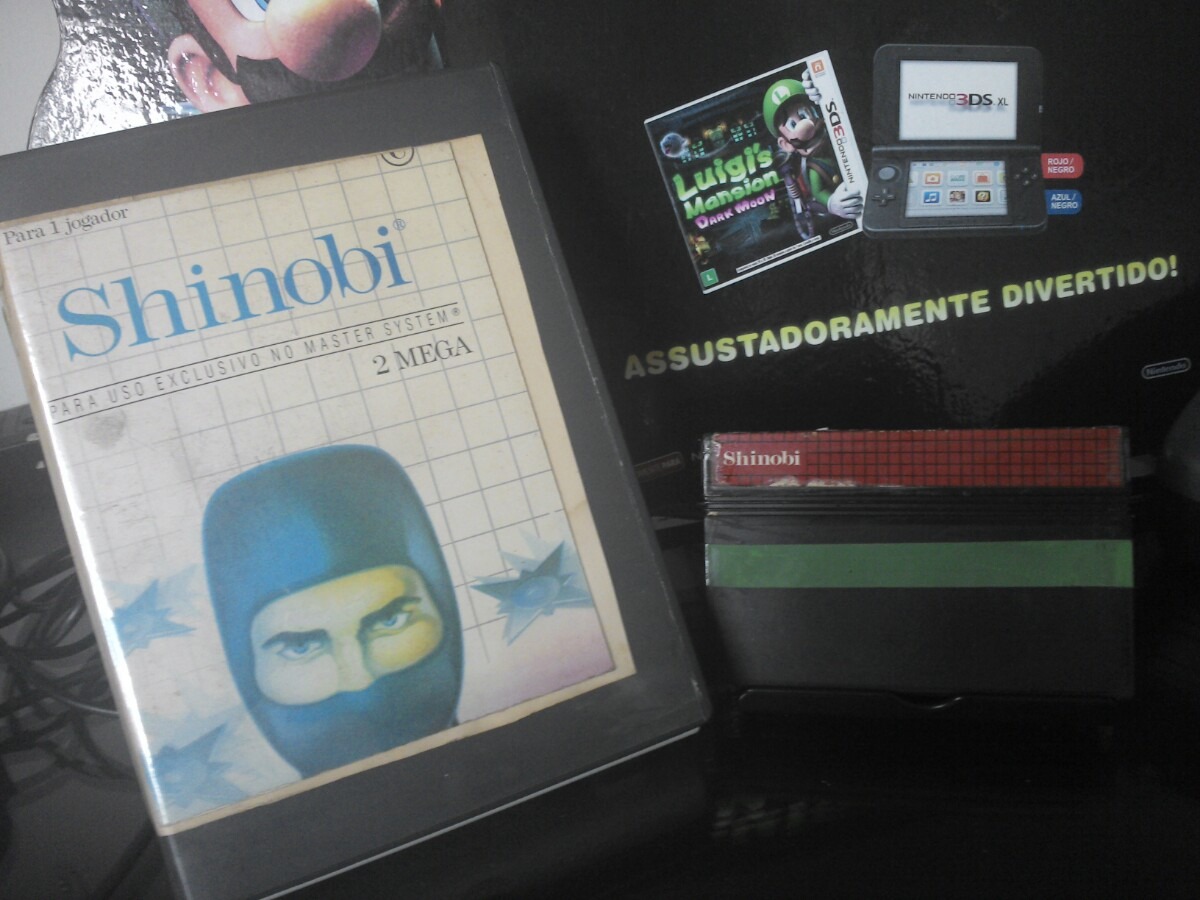 Para 1 jogador
Shinobi®
PARA USO EXCLUSIVO NO MASTER SYSTEM®
2 MEGA
NINTENDO 3DS
Luigi's
Mansion
DARK MOON
L
Nintendo
NINTENDO 3DS XL
ROJO /
NEGRO
AZUL /
NEGRO
ASSUSTADORAMENTE DIVERTIDO!
Nintendo
Shinobi